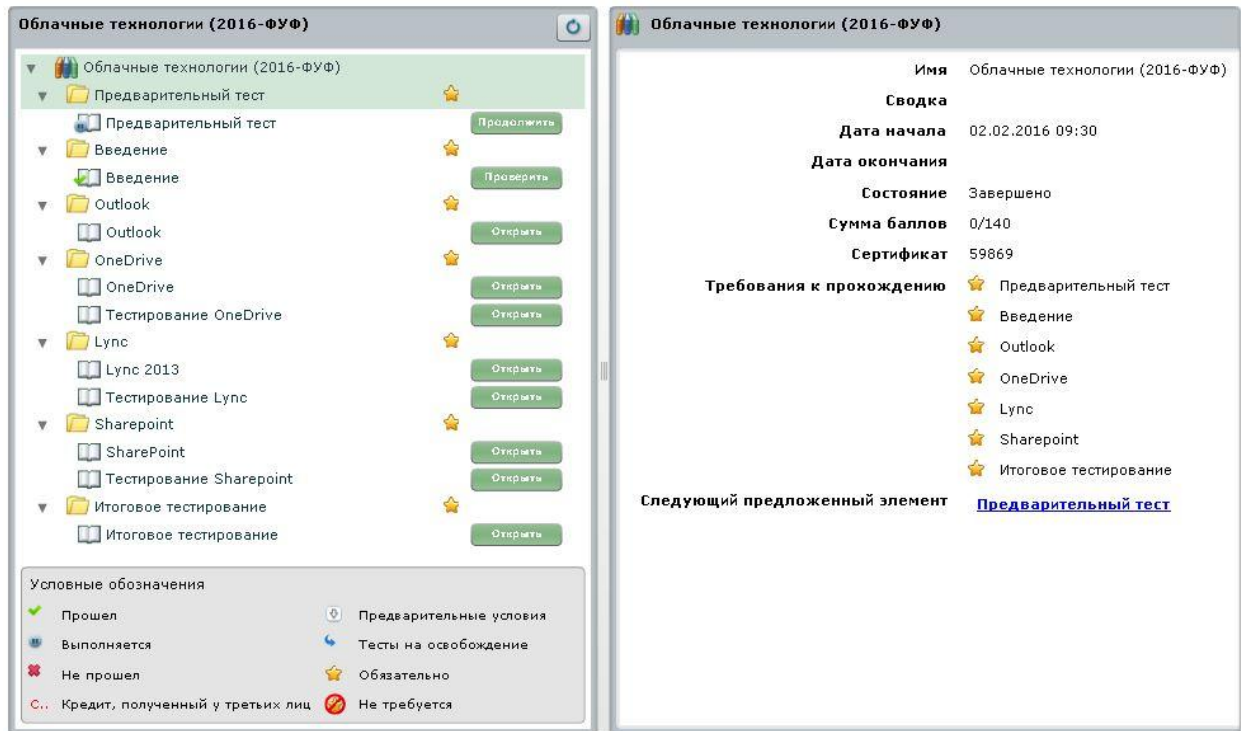 Облачные технологии (2016-ФУФ)
Облачные технологии (2016-ФУФ)
Предварительный тест
Предварительный тест Продолжить
Введение
Введение Проверить
Outlook
Outlook Открыть
OneDrive
OneDrive Открыть
Тестирование OneDrive Открыть
Lync
Lync 2013 Открыть
Тестирование Lync Открыть
Sharepoint
SharePoint Открыть
Тестирование Sharepoint Открыть
Итоговое тестирование
Итоговое тестирование Открыть
Условные обозначения
Прошел Предварительные условия
Выполняется Тесты на освобождение
Не прошел Обязательно
С.. Кредит, полученный у третьих лиц Не требуется
Облачные технологии (2016-ФУФ)
Имя Облачные технологии (2016-ФУФ)
Сводка
Дата начала 02.02.2016 09:30
Дата окончания
Состояние Завершено
Сумма баллов 0/140
Сертификат 59869
Требования к прохождению Предварительный тест
Введение
Outlook
OneDrive
Lync
Sharepoint
Итоговое тестирование
Следующий предложенный элемент Предварительный тест